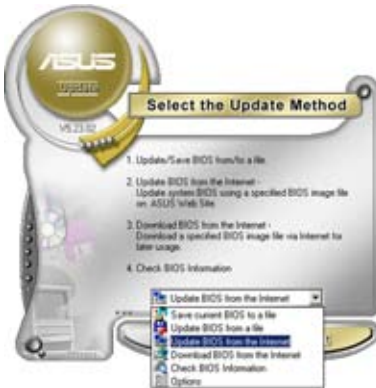 ASUS
Update
V5.23.02
Select the Update Method
1. Update/Save BIOS from/to a file.
2. Update BIOS from the Internet -
Update system BIOS using a specified BIOS image file
on ASUS Web Site
3. Download BIOS from the Internet -
Download a specified BIOS image file via Internet for
later usage.
4. Check BIOS Information
Update BIOS from the Internet
Save current BIOS to a file
Update BIOS from a file
Update BIOS from the Internet
Download BIOS from the Internet
Check BIOS Information
Options